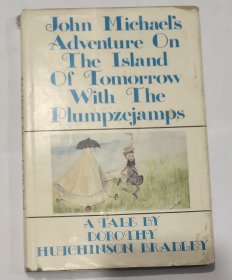 John Michael's
Adventure On
The Island
Of Tomorrow
With The
Plumpzejamps
A TALE BY
DOROTHY
HUTCHINSON BRADLEY